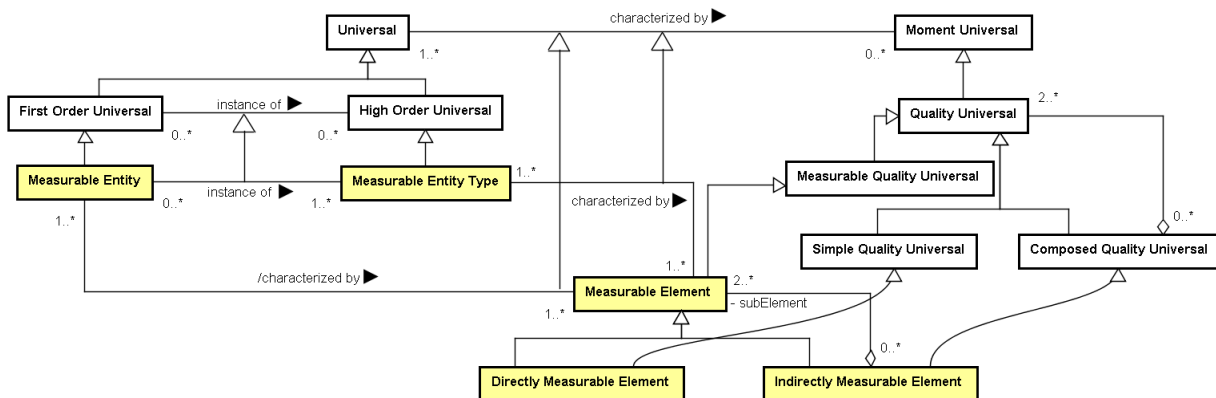 characterized by
Universal
Moment Universal
1..*
0..*
First Order Universal
instance of
High Order Universal
Quality Universal
2..*
0..*
0..*
Measurable Entity
Measurable Entity Type
1..*
Measurable Quality Universal
instance of
0..*
1..*
characterized by
1..*
0..*
Simple Quality Universal
Composed Quality Universal
/characterized by
1..*
Measurable Element
2..*
1..*
- subElement
0..*
Directly Measurable Element
Indirectly Measurable Element